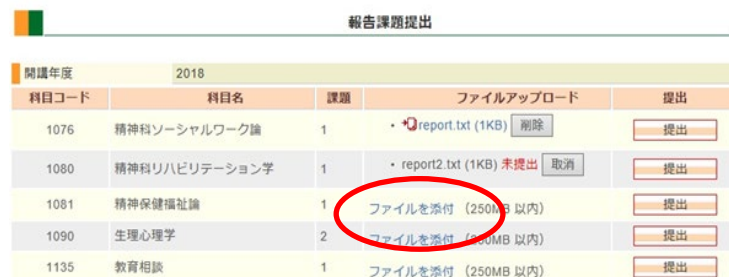 報告課題提出
開講年度 2018
科目コード 科目名 課題 ファイルアップロード 提出
1076 精神科ソーシャルワーク論 1 ・ report.txt (1KB) 削除 提出
1080 精神科リハビリテーション学 1 ・ report2.txt (1KB) 未提出 取消 提出
1081 精神保健福祉論 1 ファイルを添付 (250MB 以内) 提出
1090 生理心理学 2 ファイルを添付 (250MB 以内) 提出
1135 教育相談 1 ファイルを添付 (250MB 以内) 提出